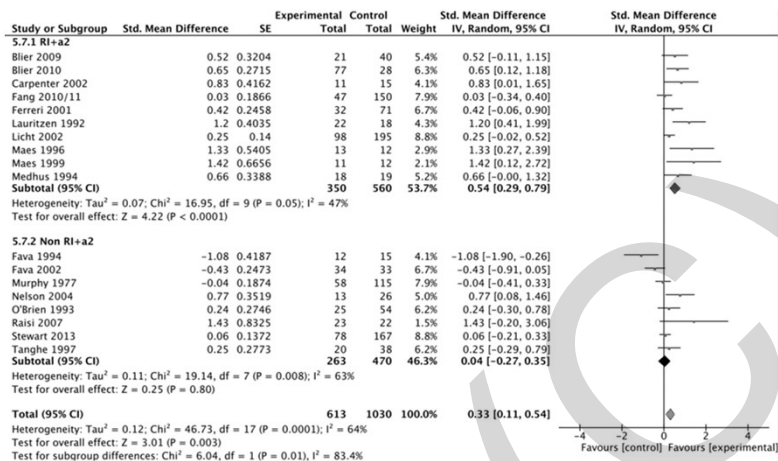 Experimental Control Std. Mean Difference Std. Mean Difference
Study or Subgroup Std. Mean Difference SE Total Total Weight IV, Random, 95% CI IV, Random, 95% CI
5.7.1 RI+a2
Blier 2009 0.52 0.3204 21 40 5.4% 0.52 [-0.11, 1.15]
Blier 2010 0.65 0.2715 77 28 6.3% 0.65 [0.12, 1.18]
Carpenter 2002 0.83 0.4162 11 15 4.1% 0.83 [0.01, 1.65]
Fang 2010/11 0.03 0.1866 47 150 7.9% 0.03 [-0.34, 0.40]
Ferreri 2001 0.42 0.2458 32 71 6.7% 0.42 [-0.06, 0.90]
Lauritzen 1992 1.2 0.4035 22 18 4.3% 1.20 [0.41, 1.99]
Licht 2002 0.25 0.14 98 195 8.8% 0.25 [-0.02, 0.52]
Maes 1996 1.33 0.5405 13 12 2.9% 1.33 [0.27, 2.39]
Maes 1999 1.42 0.6656 11 12 2.2% 1.42 [0.12, 2.72]
Medhus 1994 0.66 0.3388 18 19 5.2% 0.66 [-0.00, 1.32]
Subtotal (95% CI) 350 560 53.7% 0.54 [0.29, 0.79]
Heterogeneity: Tau² = 0.07; Chi² = 16.95, df = 9 (P = 0.05); I² = 47%
Test for overall effect: Z = 4.22 (P < 0.0001)
5.7.2 Non RI+a2
Fava 1994 -1.08 0.4187 12 15 4.1% -1.08 [-1.90, -0.26]
Fava 2002 -0.43 0.2473 34 33 6.7% -0.43 [-0.91, 0.05]
Murphy 1977 -0.04 0.1874 58 115 7.9% -0.04 [-0.41, 0.33]
Nelson 2004 0.77 0.3519 13 26 5.0% 0.77 [0.08, 1.46]
O'Brien 1993 0.24 0.2746 25 54 6.2% 0.24 [-0.30, 0.78]
Raisi 2007 1.43 0.8325 23 22 1.5% 1.43 [-0.20, 3.06]
Stewart 2013 0.06 0.1372 78 167 8.8% 0.06 [-0.21, 0.33]
Tanghe 1997 0.25 0.2773 20 38 6.2% 0.25 [-0.29, 0.79]
Subtotal (95% CI) 263 470 46.3% 0.04 [-0.27, 0.35]
Heterogeneity: Tau² = 0.11; Chi² = 19.14, df = 7 (P = 0.008); I² = 63%
Test for overall effect: Z = 0.25 (P = 0.80)
Total (95% CI) 613 1030 100.0% 0.33 [0.11, 0.54]
Heterogeneity: Tau² = 0.12; Chi² = 46.73, df = 17 (P = 0.0001); I² = 64%
Test for overall effect: Z = 3.01 (P = 0.003)
Test for subgroup differences: Chi² = 6.04, df = 1 (P = 0.01), I² = 83.4%
-4 -2 0 2 4
Favours [control] Favours [experimental]